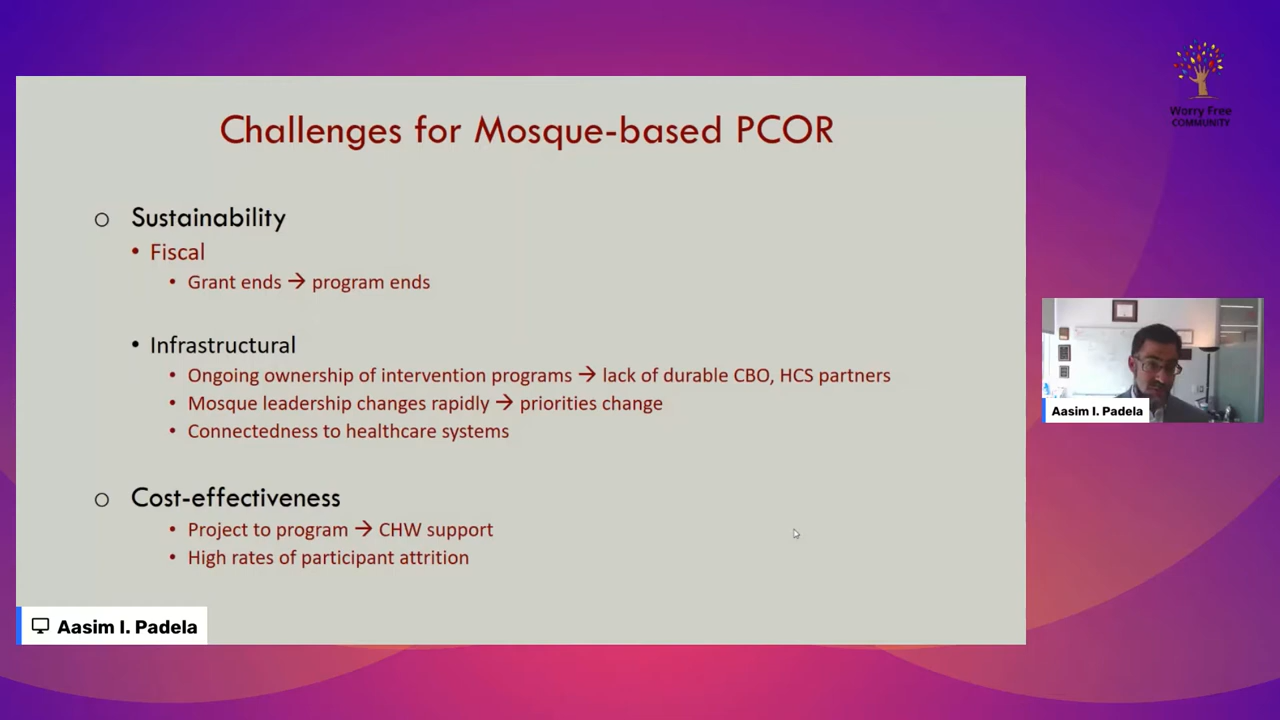 Worry Free
COMMUNITY
Challenges for Mosque-based PCOR
o Sustainability
• Fiscal
• Grant ends → program ends
• Infrastructural
• Ongoing ownership of intervention programs → lack of durable CBO, HCS partners
• Mosque leadership changes rapidly → priorities change
• Connectedness to healthcare systems
o Cost-effectiveness
• Project to program → CHW support
• High rates of participant attrition
Aasim I. Padela
Aasim I. Padela